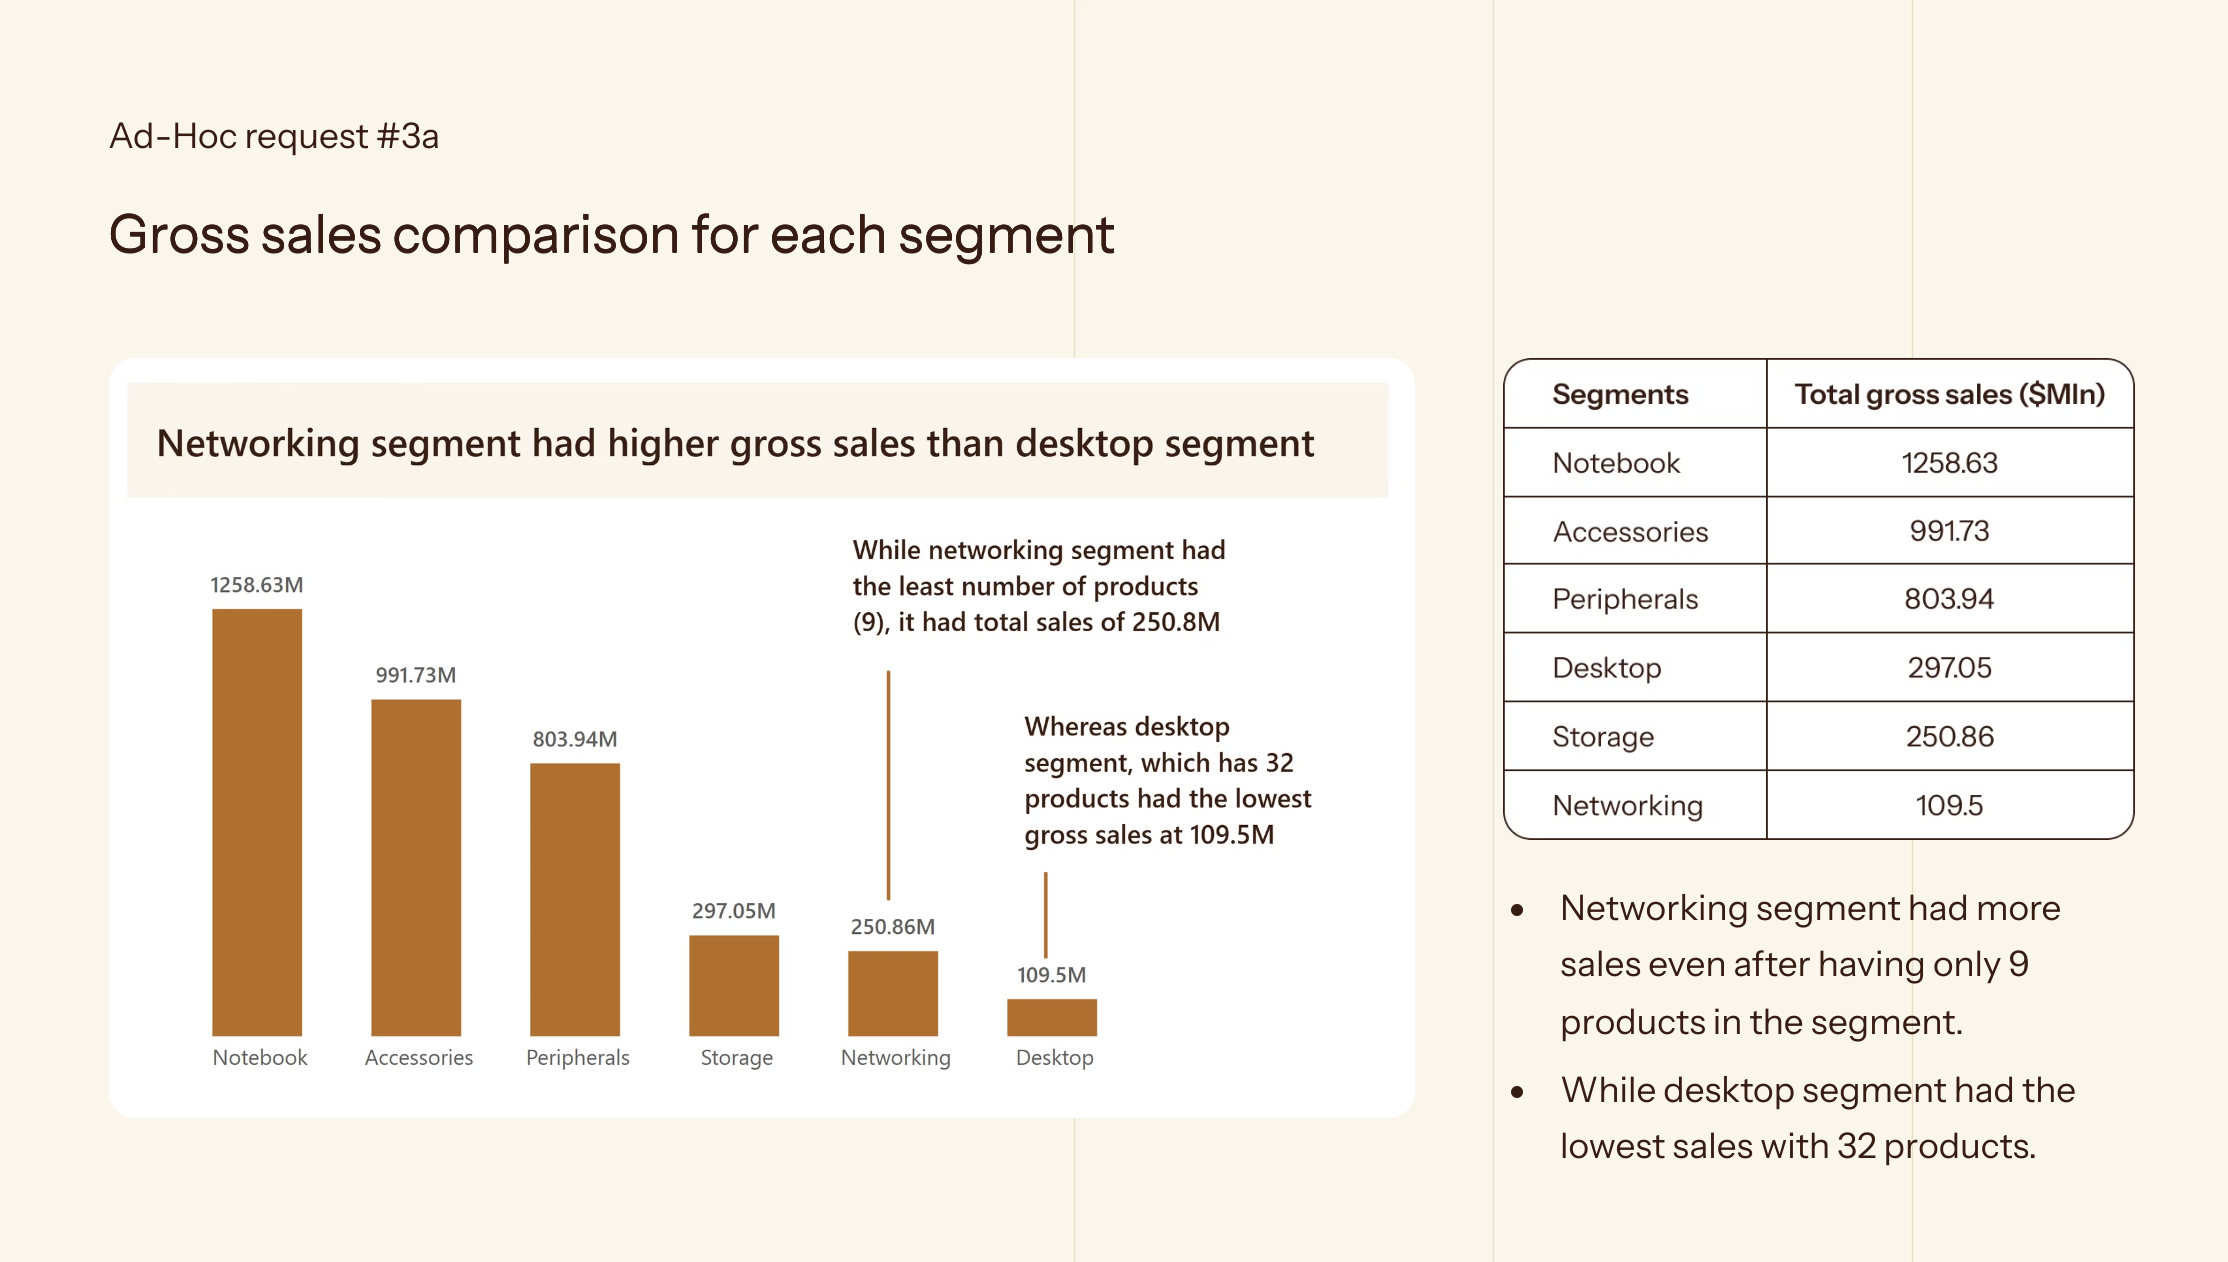 Ad-Hoc request #3a
Gross sales comparison for each segment
Networking segment had higher gross sales than desktop segment
While networking segment had
the least number of products
(9), it had total sales of 250.8M
Whereas desktop
segment, which has 32
products had the lowest
gross sales at 109.5M
1258.63M
991.73M
803.94M
297.05M
250.86M
109.5M
Notebook
Accessories
Peripherals
Storage
Networking
Desktop
Segments Total gross sales ($Mln)
Notebook 1258.63
Accessories 991.73
Peripherals 803.94
Desktop 297.05
Storage 250.86
Networking 109.5
• Networking segment had more
sales even after having only 9
products in the segment.
• While desktop segment had the
lowest sales with 32 products.